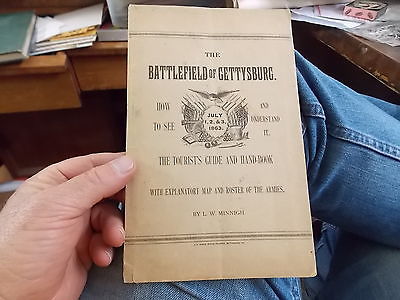 THE
BATTLEFIELD OF GETTYSBURG.
HOW TO SEE
JULY
1, 2, & 3,
1863.
AND UNDERSTAND IT.
THE TOURIST'S GUIDE AND HAND-BOOK
WITH EXPLANATORY MAP AND ROSTER OF THE ARMIES.
BY L. W. MINNIGH